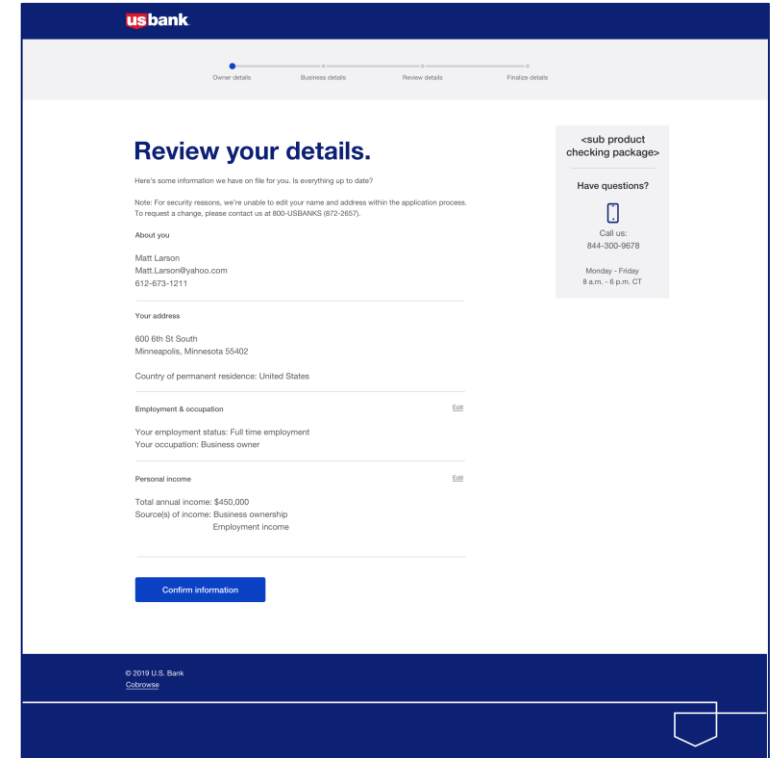 usbank
Owner details
Business details
Review details
Finalize details
Review your details.
Here's some information we have on file for you. Is everything up to date?
Note: For security reasons, we're unable to edit your name and address within the application process.
To request a change, please contact us at 800-USBANKS (872-2657).
About you
Matt Larson
Matt.Larson@yahoo.com
612-673-1211
Your address
600 6th St South
Minneapolis, Minnesota 55402
Country of permanent residence: United States
Employment & occupation
Edit
Your employment status: Full time employment
Your occupation: Business owner
Personal income
Edit
Total annual income: $450,000
Source(s) of income: Business ownership
Employment income
Confirm information
<sub product
checking package>
Have questions?
Call us:
844-300-9678
Monday - Friday
8 a.m. - 6 p.m. CT
© 2019 U.S. Bank
Cobrowse